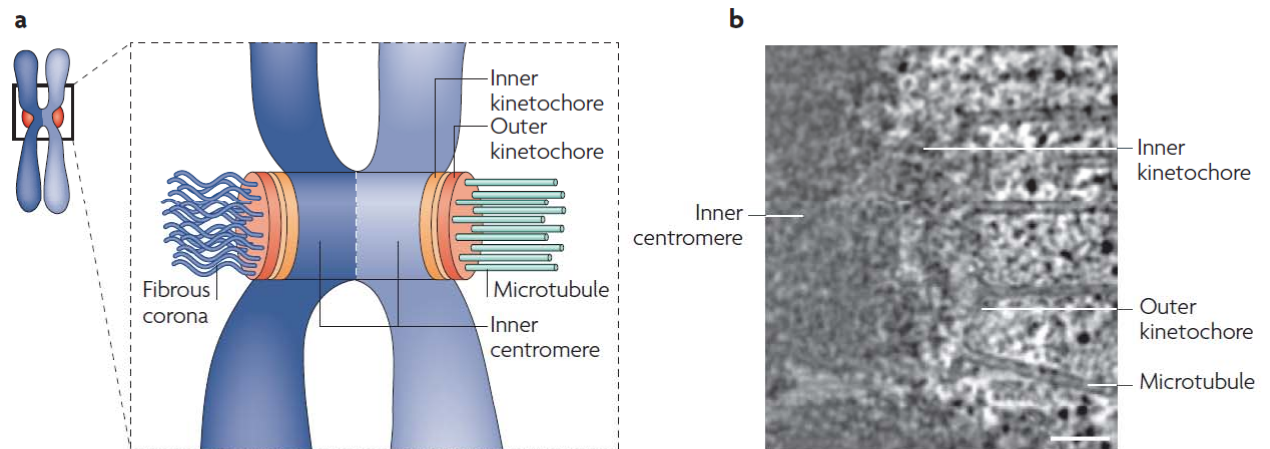 a
Inner
kinetochore
Outer
kinetochore
Fibrous
corona
Microtubule
Inner
centromere
b
Inner
kinetochore
Inner
centromere
Outer
kinetochore
Microtubule